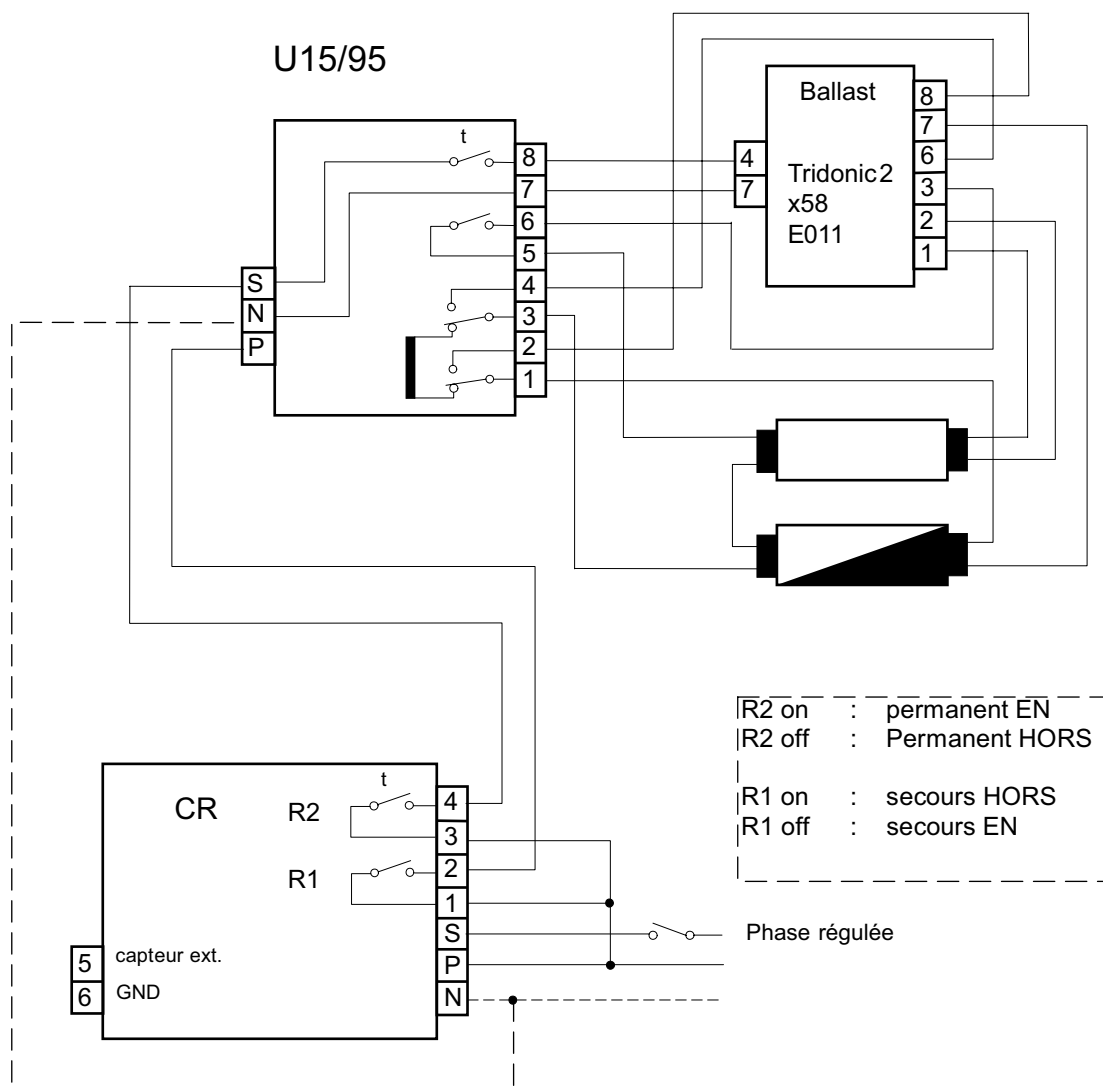 U15/95
t
8
7
6
5
4
3
2
1
S
N
P
Ballast
Tridonic2
x58
E011
4
7
8
7
6
3
2
1
R2 on : permanent EN
R2 off : Permanent HORS
R1 on : secours HORS
R1 off : secours EN
CR
t
R2
R1
4
3
2
1
S
P
N
5 capteur ext.
6 GND
Phase régulée